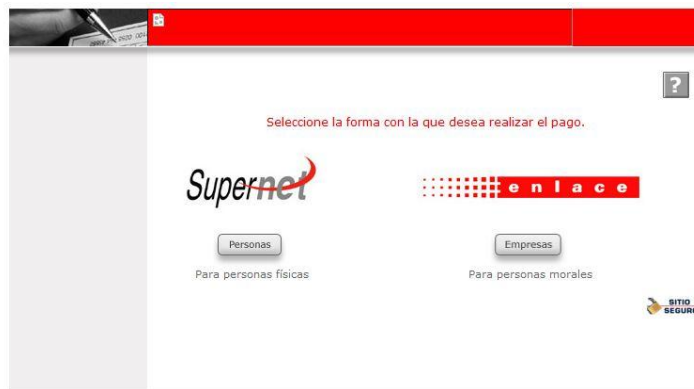 ?
Seleccione la forma con la que desea realizar el pago.
Supernet
enlace
Personas
Empresas
Para personas físicas
Para personas morales
SITIO
SEGURO